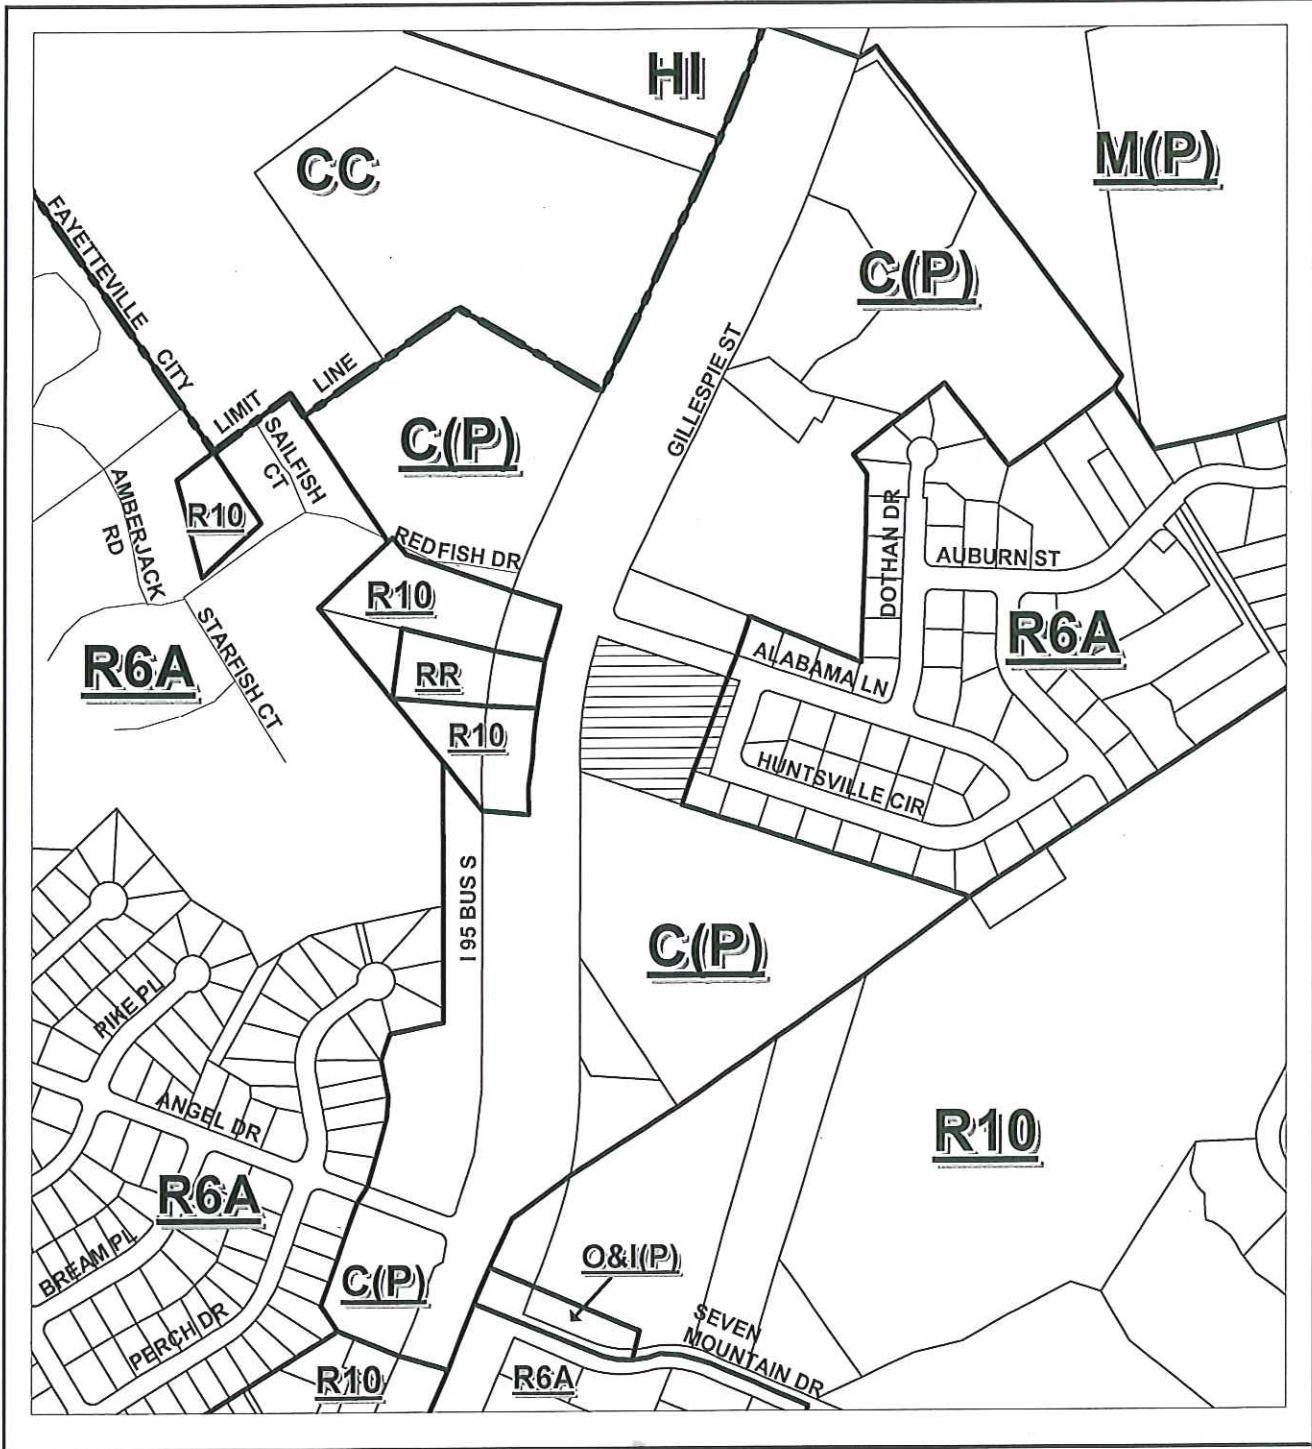 HI
CC
M(P)
C(P)
FAYETTEVILLE
CITY
LIMIT
LINE
GILLESPIE ST
SAILFISH
CT
C(P)
AMBERJACK
RD
R10
REDFISH DR
DOTHAN DR
AUBURN ST
R10
STARFISH CT
R6A
R6A
RR
ALABAMA LN
R10
HUNTSVILLE CIR
I 95 BUS S
C(P)
PIKE PL
ANGEL DR
R10
R6A
BREAM PL
O&I(P)
C(P)
PERCH DR
SEVEN
MOUNTAIN DR
R10
R6A